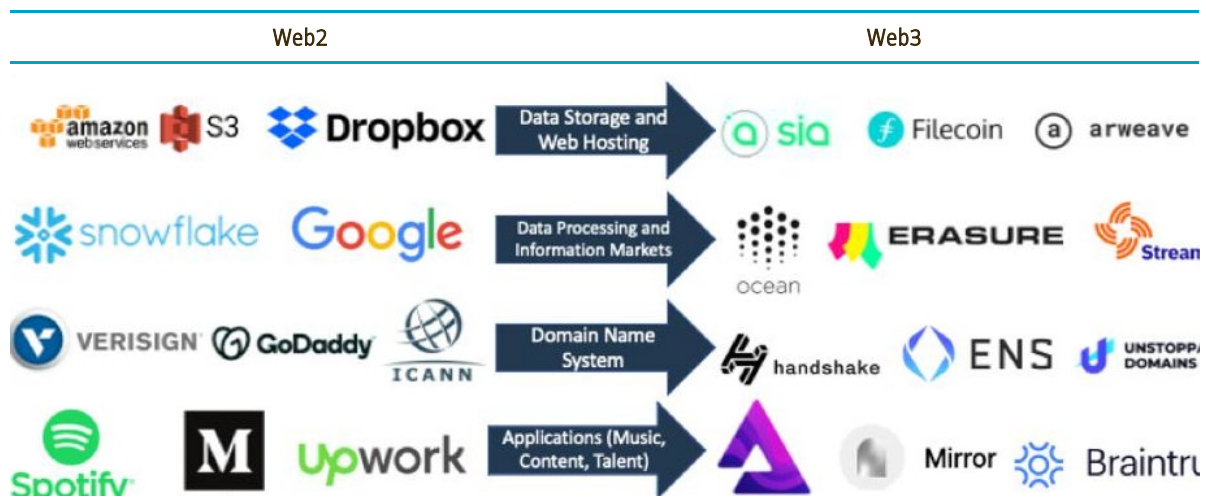 Web2 Web3
amazon
webservices
S3
Dropbox
Data Storage and
Web Hosting
a sia
Filecoin
a arweave
snowflake
Google
Data Processing and
Information Markets
ocean
ERASURE
Stream
VERISIGN
GoDaddy
ICANN
Domain Name
System
handshake
ENS
UNSTOPPA
DOMAINS
Spotify
M
upwork
Applications (Music,
Content, Talent)
Mirror
Braintru